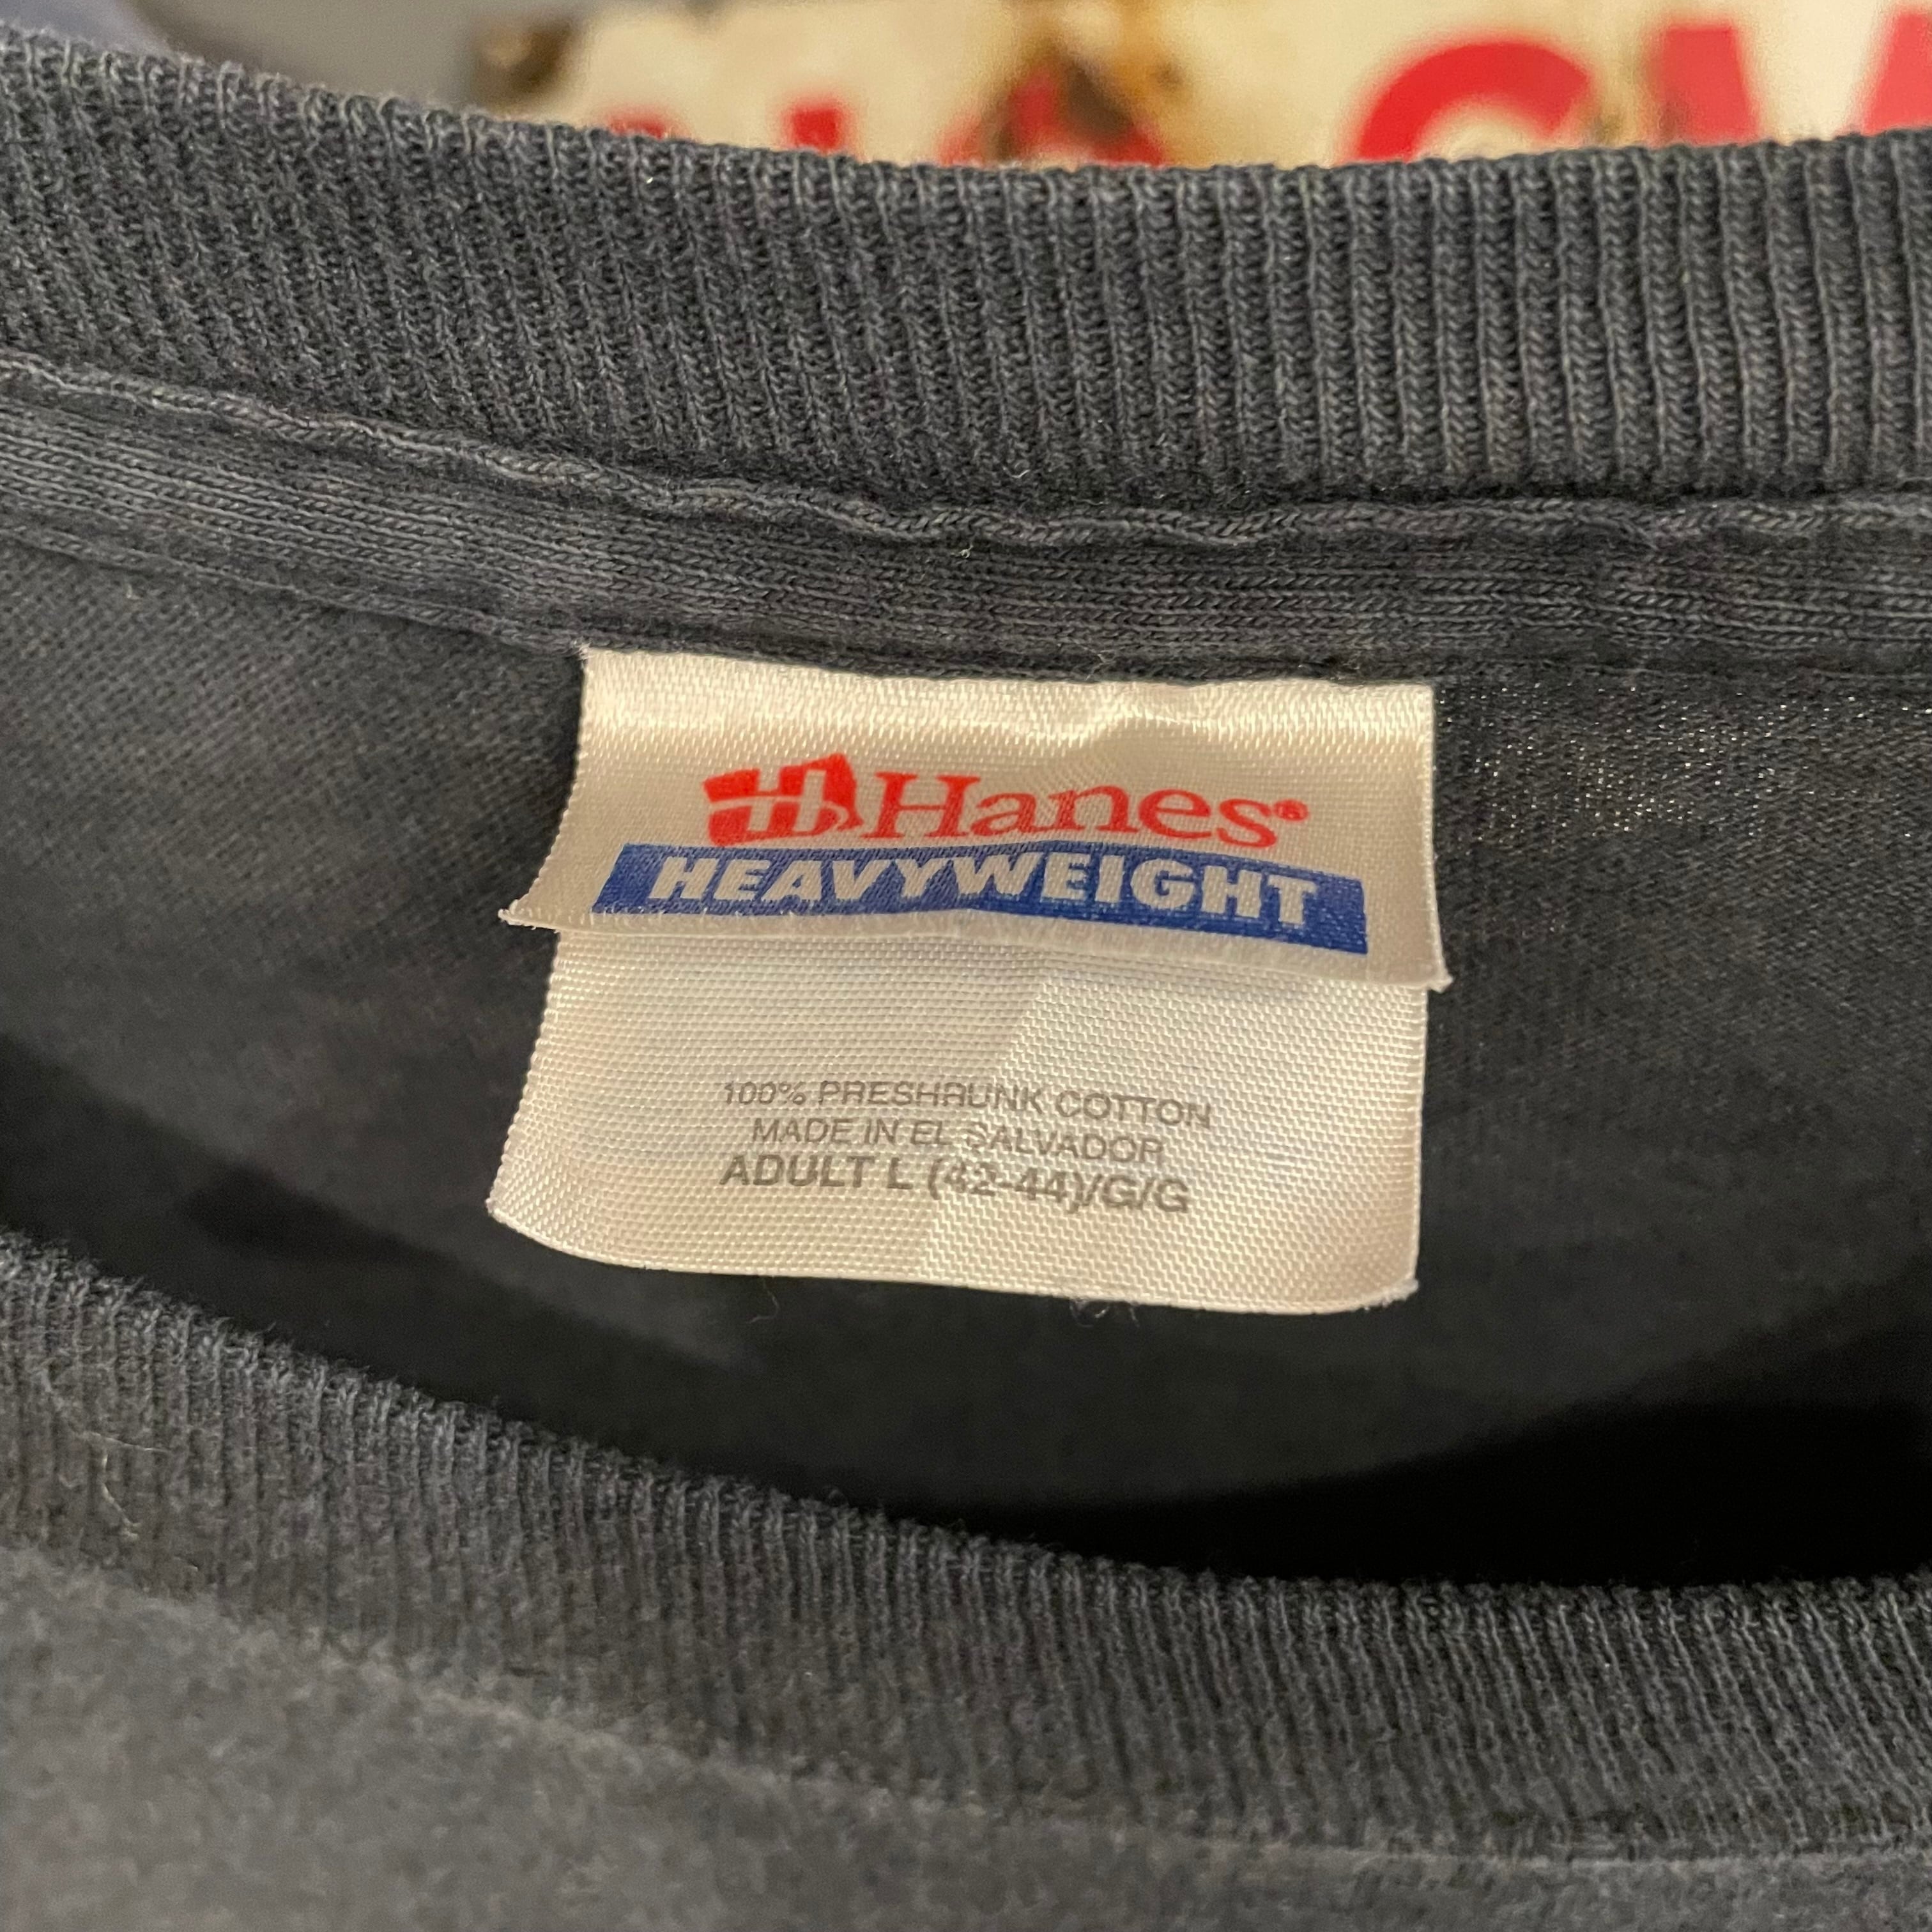 H Hanes®
HEAVYWEIGHT
100% PRESHRUNK COTTON
MADE IN EL SALVADOR
ADULT L (42-44)/G/G